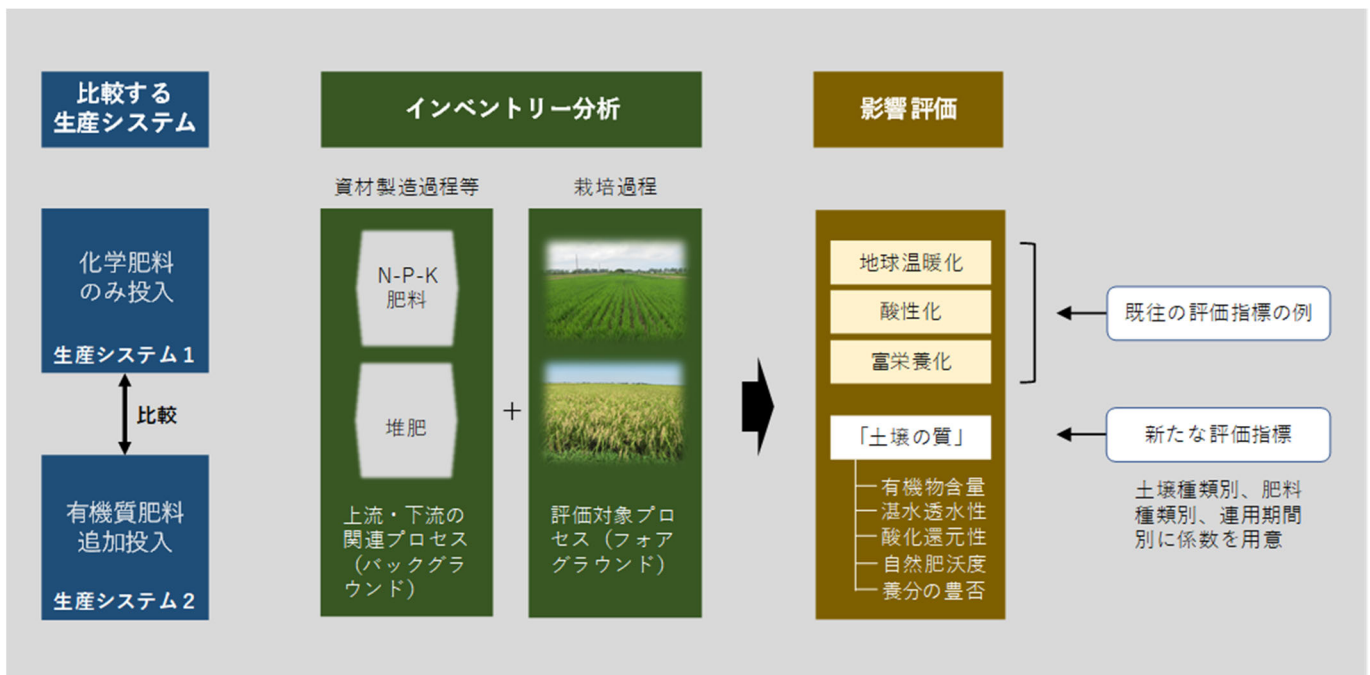 比較する
生産システム
インベントリー分析
影響評価
資材製造過程等
栽培過程
化学肥料
のみ投入
生産システム1
比較
有機質肥料
追加投入
生産システム2
N-P-K
肥料
堆肥
上流・下流の
関連プロセス
(バックグラ
ウンド)
+
評価対象プロ
セス(フォア
グラウンド)
地球温暖化
酸性化
富栄養化
「土壌の質」
有機物含量
湛水透水性
酸化還元性
自然肥沃度
養分の豊否
既往の評価指標の例
新たな評価指標
土壌種類別、肥料
種類別、連用期間
別に係数を用意